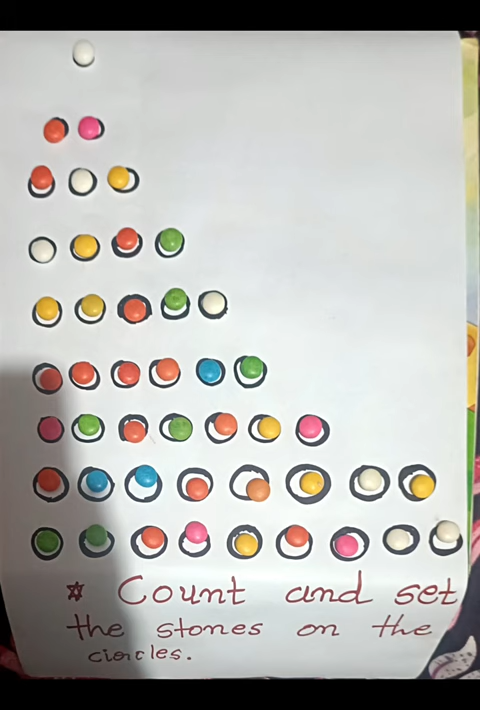 ✡ Count and set
the stones on the
circles.